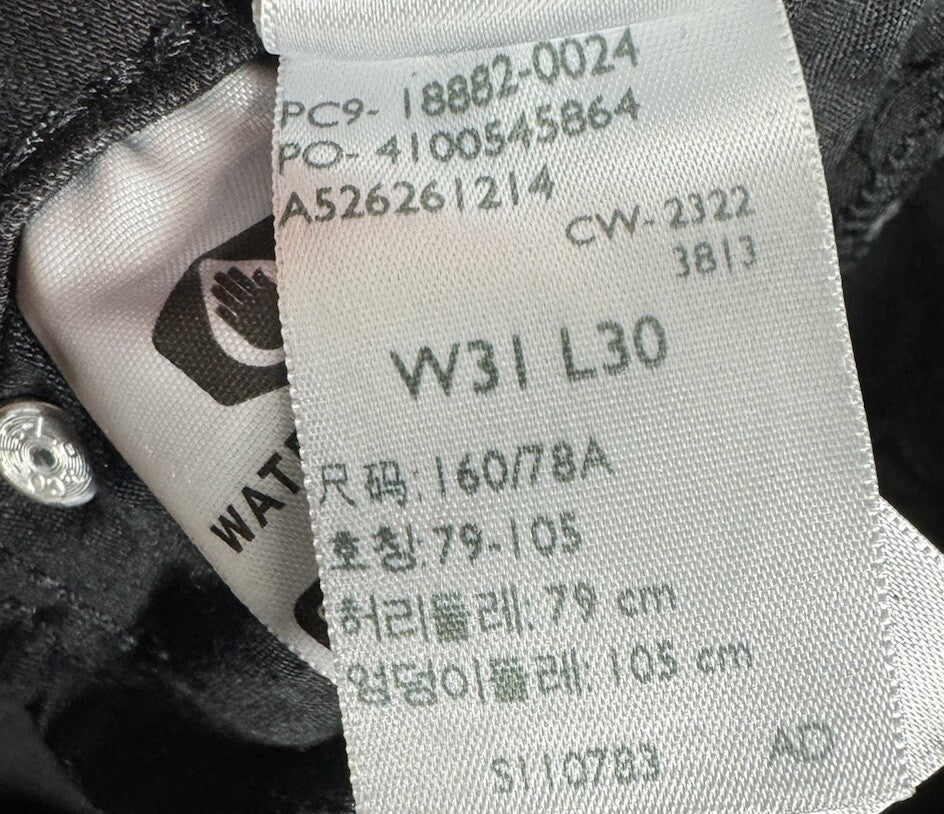 PC9- 18882-0024
PO- 4100545864
A526261214
CW-2322
3813
W31 L30
尺码:160/78A
호칭:79-105
허리둘레: 79 cm
엉덩이둘레: 105 cm
S110783 AD
WAT